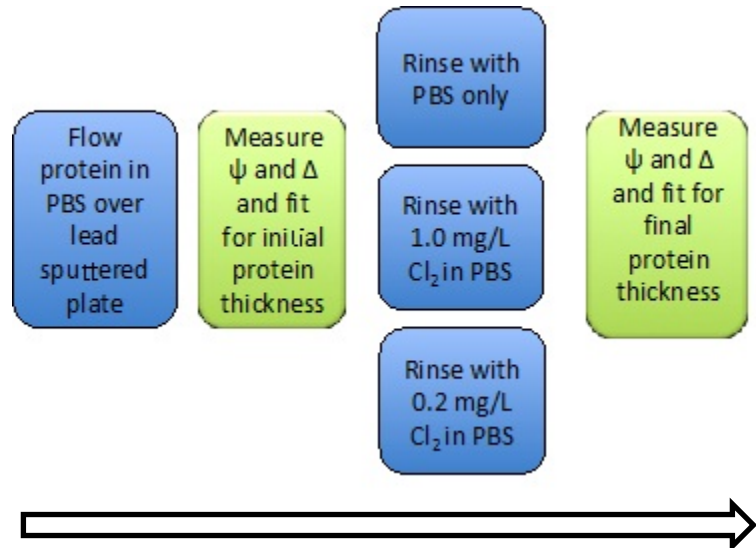 Flow
protein in
PBS over
lead
sputtered
plate
Measure
ψ and Δ
and fit
for initial
protein
thickness
Rinse with
PBS only
Rinse with
1.0 mg/L
Cl₂ in PBS
Rinse with
0.2 mg/L
Cl₂ in PBS
Measure
ψ and Δ
and fit for
final
protein
thickness